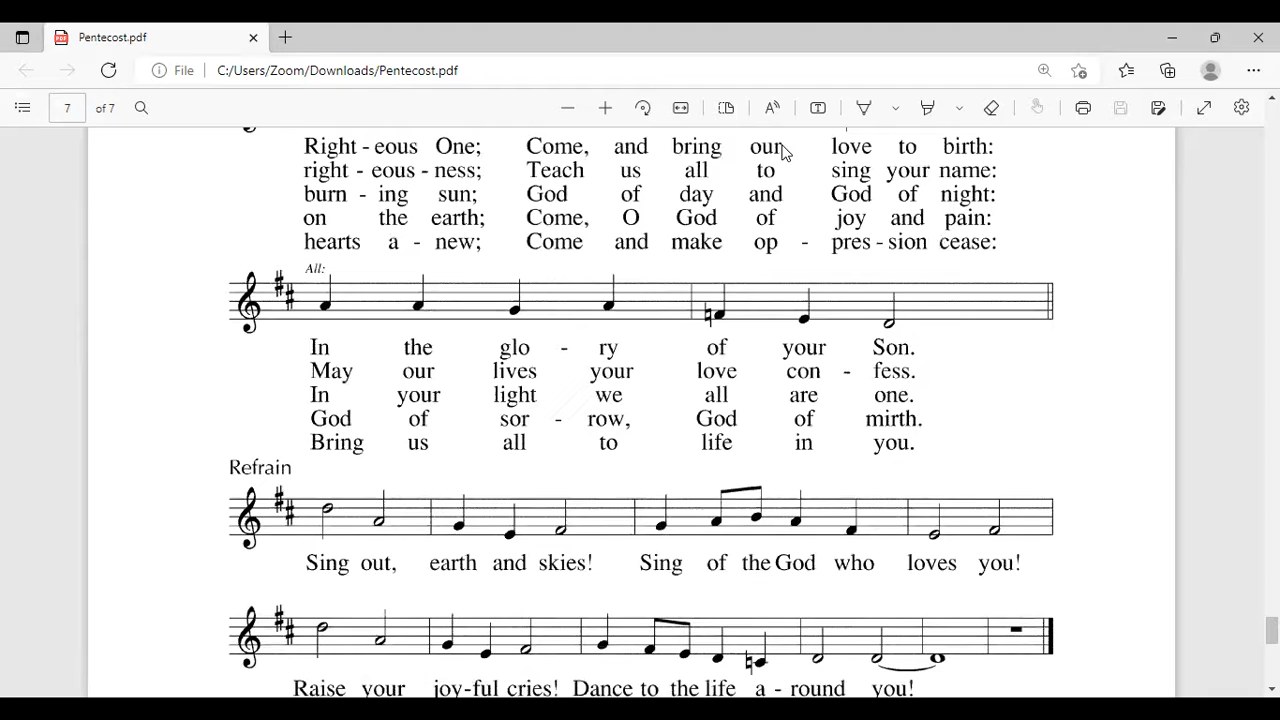 Pentecost.pdf
File C:/Users/Zoom/Downloads/Pentecost.pdf
7 of 7
Right - eous One; Come, and bring our love to birth:
right - eous - ness; Teach us all to sing your name:
burn - ing sun; God of day and God of night:
on the earth; Come, O God of joy and pain:
hearts a - new; Come and make op - pres - sion cease:
All:
In the glo - ry of your Son.
May our lives your love con - fess.
In your light we all are one.
God of sor - row, God of mirth.
Bring us all to life in you.
Refrain
Sing out, earth and skies! Sing of the God who loves you!
Raise your joy-ful cries! Dance to the life a - round you!